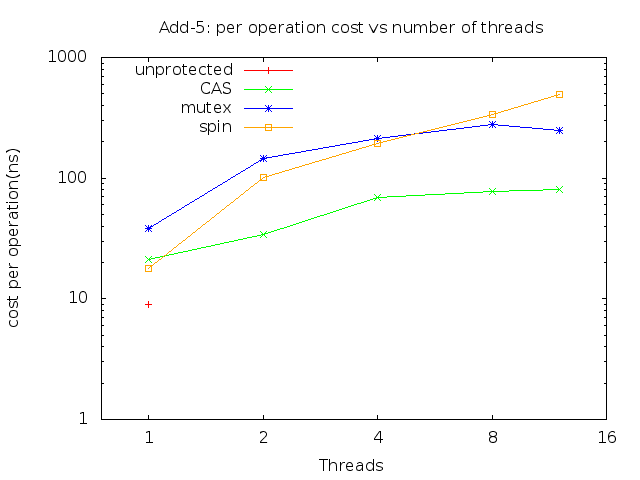 Add-5: per operation cost vs number of threads
1000
100
10
1
cost per operation(ns)
unprotected
CAS
mutex
spin
1 2 4 8 16
Threads